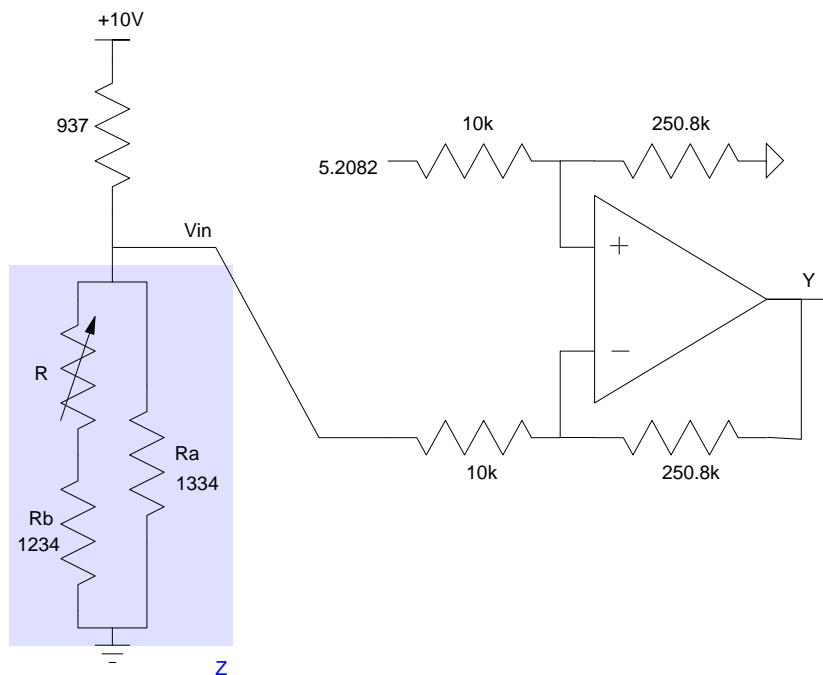 +10V
937
10k
250.8k
5.2082
Vin
+
Y
R
−
Ra
1334
10k
250.8k
Rb
1234
Z